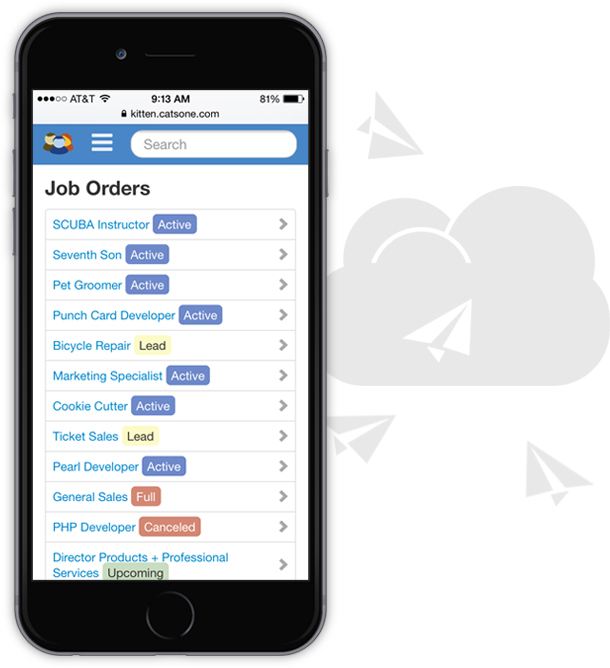 AT&T 9:13 AM 81%
kitten.catsone.com
Search
Job Orders
SCUBA Instructor Active
Seventh Son Active
Pet Groomer Active
Punch Card Developer Active
Bicycle Repair Lead
Marketing Specialist Active
Cookie Cutter Active
Ticket Sales Lead
Pearl Developer Active
General Sales Full
PHP Developer Canceled
Director Products + Professional
Services Upcoming